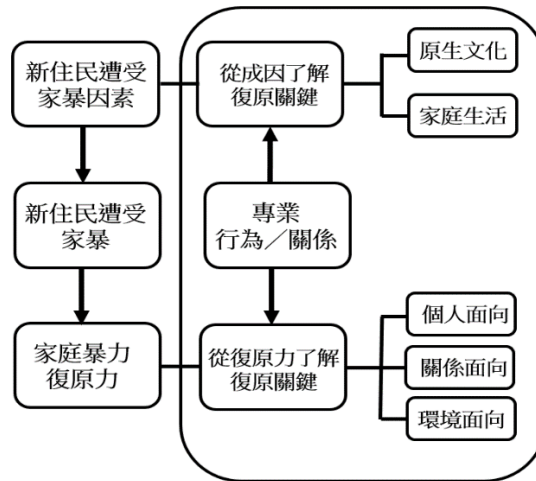 新住民遭受
家暴因素
從成因了解
復原關鍵
原生文化
家庭生活
新住民遭受
家暴
專業
行為／關係
家庭暴力
復原力
從復原力了解
復原關鍵
個人面向
關係面向
環境面向